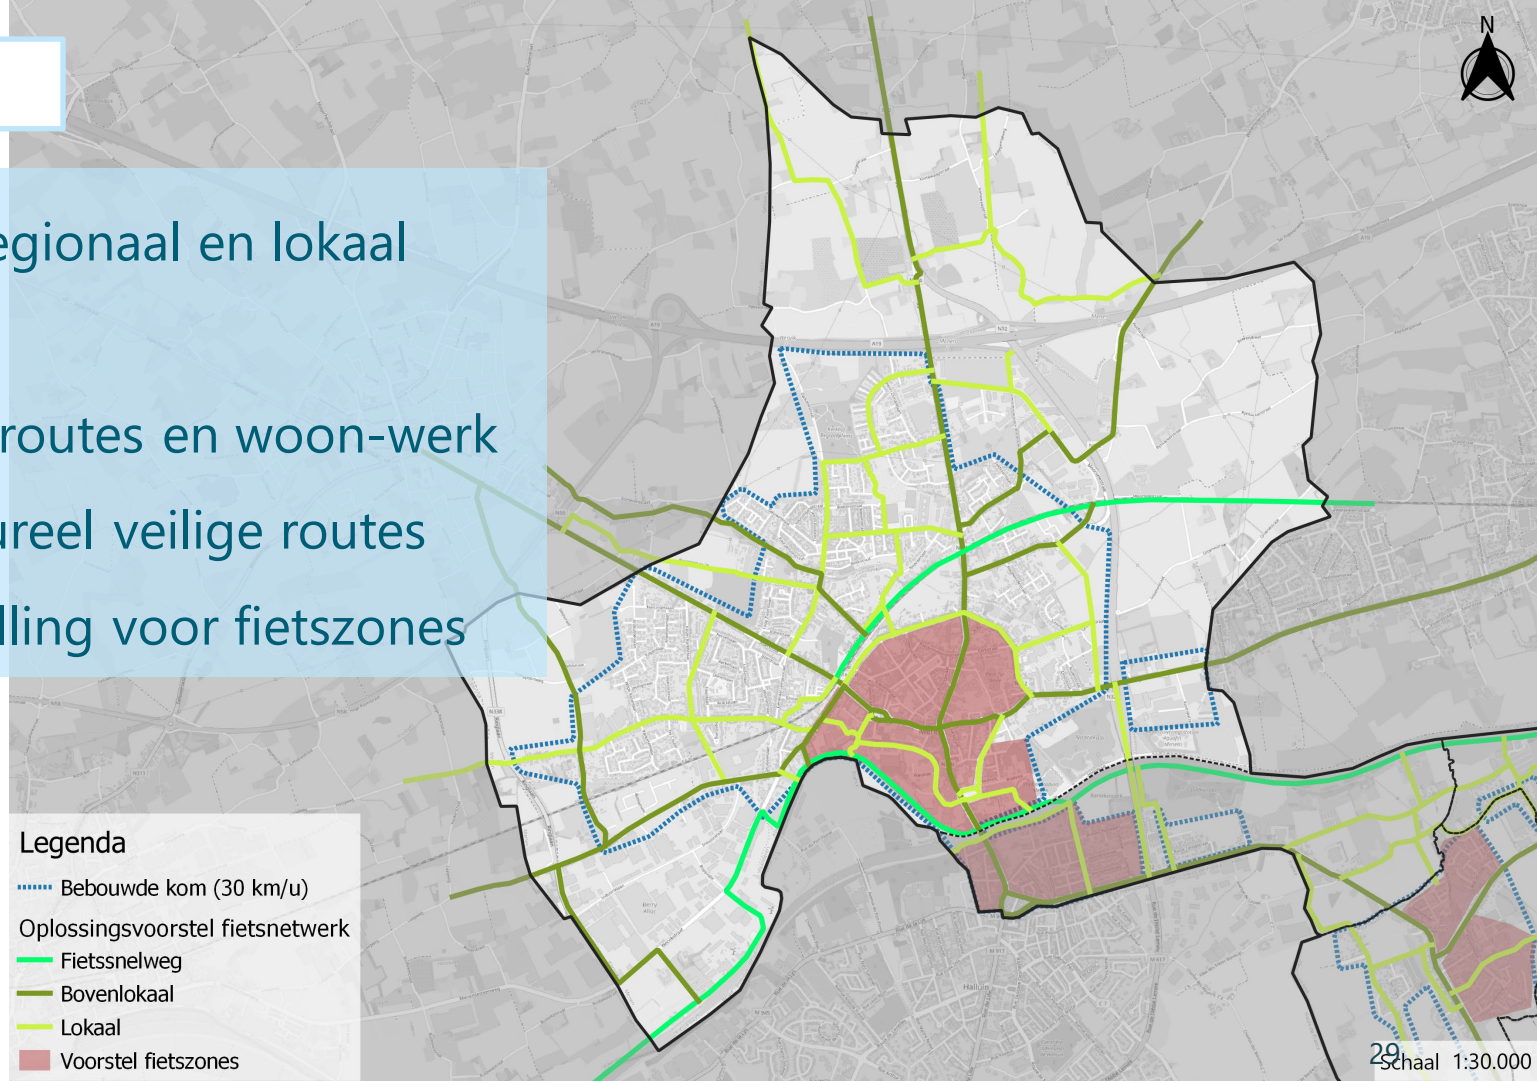 N
egionaal en lokaal
routes en woon-werk
ureel veilige routes
lling voor fietszones
Legenda
Bebouwde kom (30 km/u)
Oplossingsvoorstel fietsnetwerk
Fietssnelweg
Bovenlokaal
Lokaal
Voorstel fietszones
Halluin
29
Schaal 1:30.000